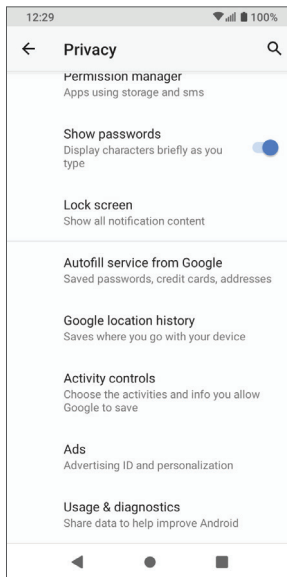 12:29 100%
Privacy
Permission manager
Apps using storage and sms
Show passwords
Display characters briefly as you
type
Lock screen
Show all notification content
Autofill service from Google
Saved passwords, credit cards, addresses
Google location history
Saves where you go with your device
Activity controls
Choose the activities and info you allow
Google to save
Ads
Advertising ID and personalization
Usage & diagnostics
Share data to help improve Android